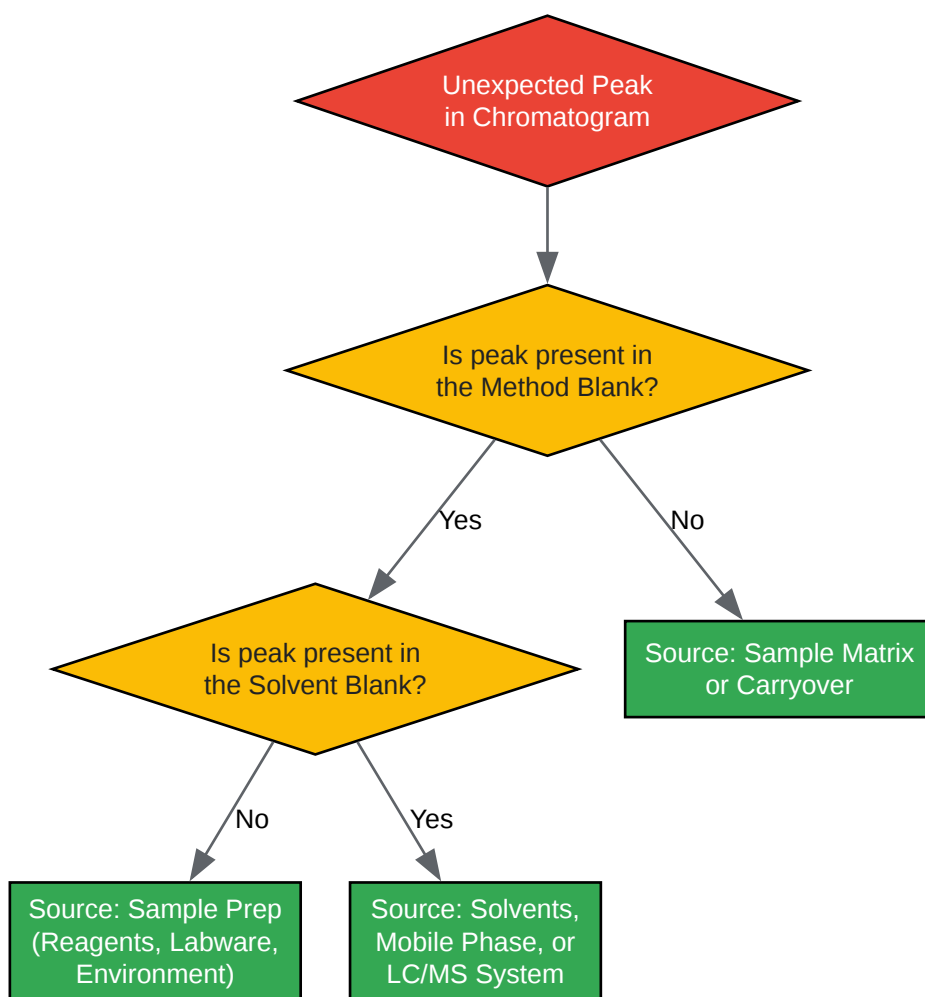 Unexpected Peak
in Chromatogram
Is peak present in
the Method Blank?
Yes
No
Is peak present in
the Solvent Blank?
Source: Sample Matrix
or Carryover
No
Yes
Source: Sample Prep
(Reagents, Labware,
Environment)
Source: Solvents,
Mobile Phase, or
LC/MS System